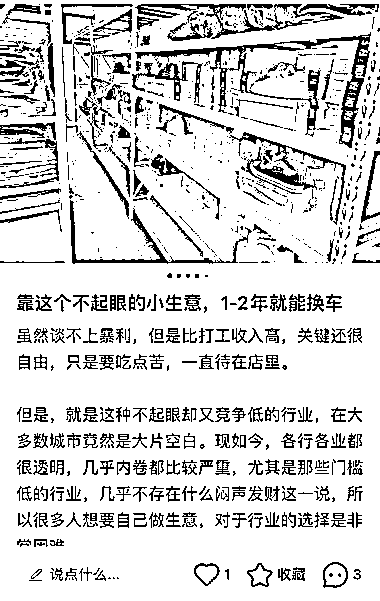 靠这个不起眼的小生意，1-2年就能换车
虽然谈不上暴利，但是比打工收入高，关键还很
自由，只是要吃点苦，一直待在店里。
但是，就是这种不起眼却又竞争低的行业，在大
多数城市竟然是大片空白。现如今，各行各业都
很透明，几乎内卷都比较严重，尤其是那些门槛
低的行业，几乎不存在什么闷声发财这一说，所
以很多人想要自己做生意，对于行业的选择是非
常困难
说点什么... 1 收藏 3